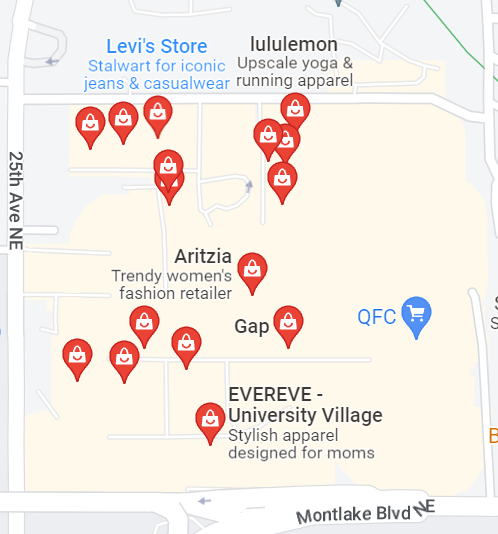 Levi's Store
Stalwart for iconic
jeans & casualwear
lululemon
Upscale yoga &
running apparel
25th Ave NE
Aritzia
Trendy women's
fashion retailer
Gap
QFC
EVEREVE -
University Village
Stylish apparel
designed for moms
Montlake Blvd NE
S
S
B